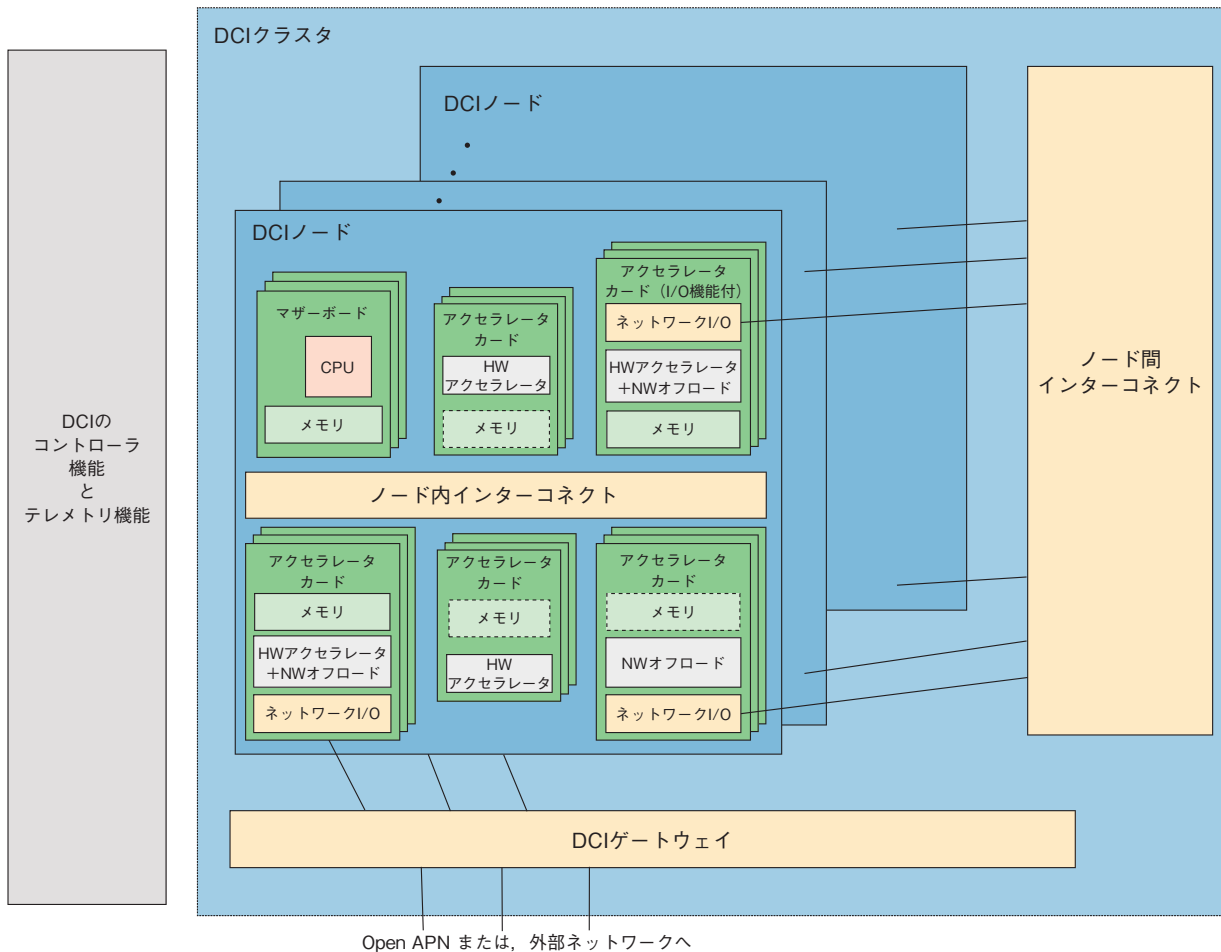 DCIクラスタ
DCIの
コントローラ
機能
と
テレメトリ機能
DCIノード
DCIノード
マザーボード
CPU
メモリ
アクセラレータ
カード
HW
アクセラレータ
メモリ
アクセラレータ
カード（I/O機能付）
ネットワークI/O
HWアクセラレータ
＋NWオフロード
メモリ
ノード内インターコネクト
アクセラレータ
カード
メモリ
HWアクセラレータ
＋NWオフロード
ネットワークI/O
アクセラレータ
カード
メモリ
HW
アクセラレータ
アクセラレータ
カード
メモリ
NWオフロード
ネットワークI/O
ノード間
インターコネクト
DCIゲートウェイ
Open APN または，外部ネットワークへ